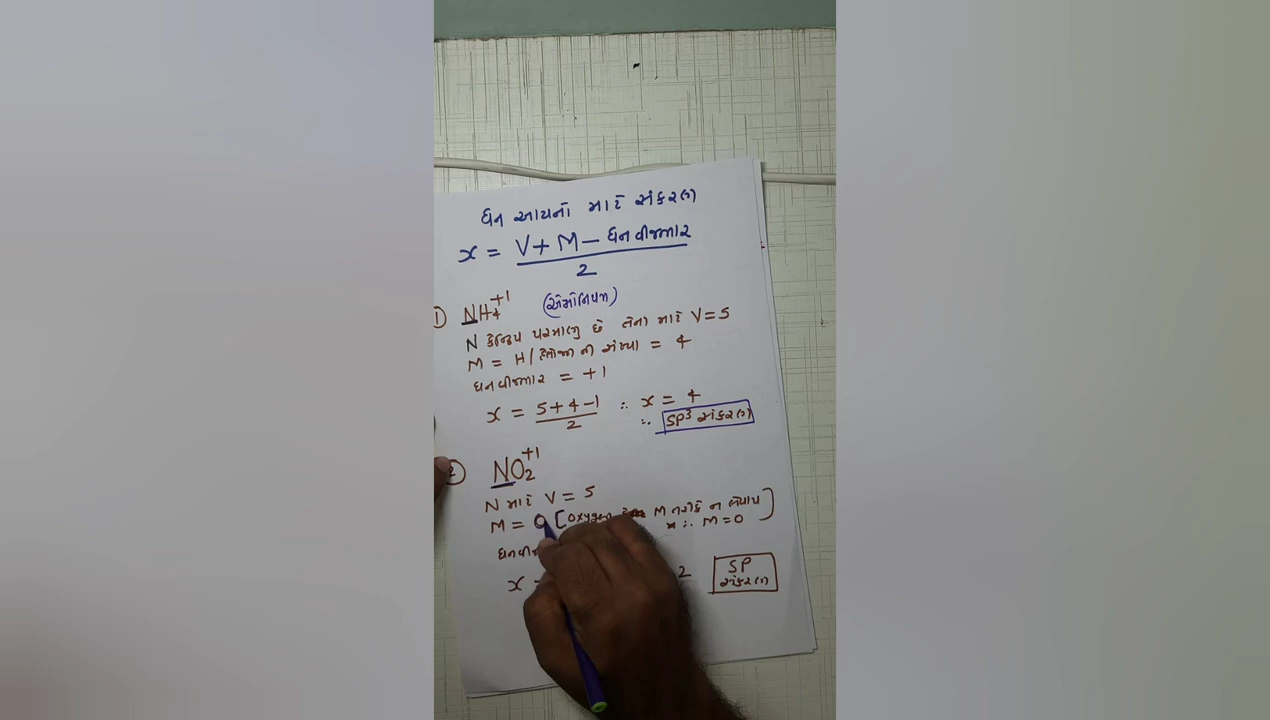 ધન આયનો માટે સંકરણ
x = V + M − ધનવીજભાર
2
① NH₄⁺¹ (એમોનિયમ)
N કેન્દ્રિય પરમાણુ છે તેના માટે V = 5
M = H/હેલોજન ની સંખ્યા = 4
ધનવીજભાર = +1
x = 5+4−1 ∴ x = 4
2 ∴ SP³ સંકરણ
② NO₂⁺¹
N માટે V = 5
M = 0 [Oxygen M તરીકે ન લેવાય
∴ M = 0]
x = 2 SP
સંકરણ